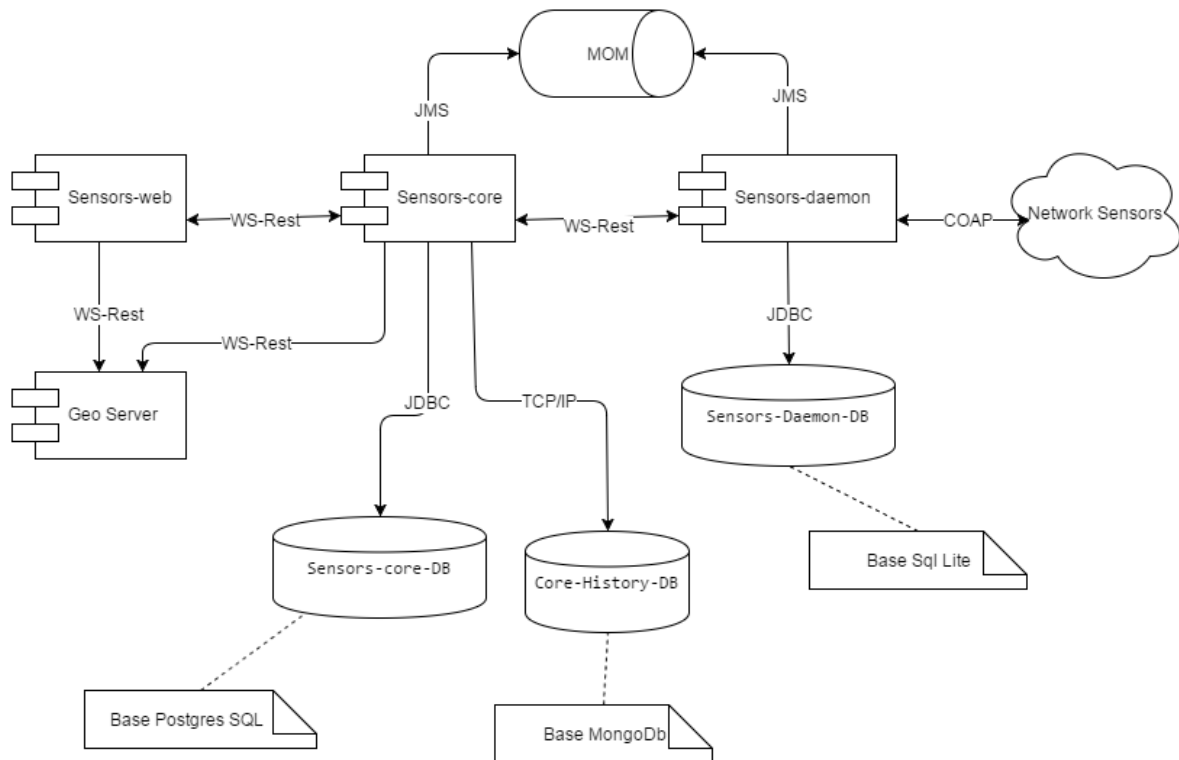 MOM
JMS
JMS
Sensors-web
Sensors-core
Sensors-daemon
WS-Rest
WS-Rest
COAP
Network Sensors
WS-Rest
WS-Rest
JDBC
Geo Server
JDBC
TCP/IP
Sensors-Daemon-DB
Sensors-core-DB
Core-History-DB
Base Sql Lite
Base Postgres SQL
Base MongoDb